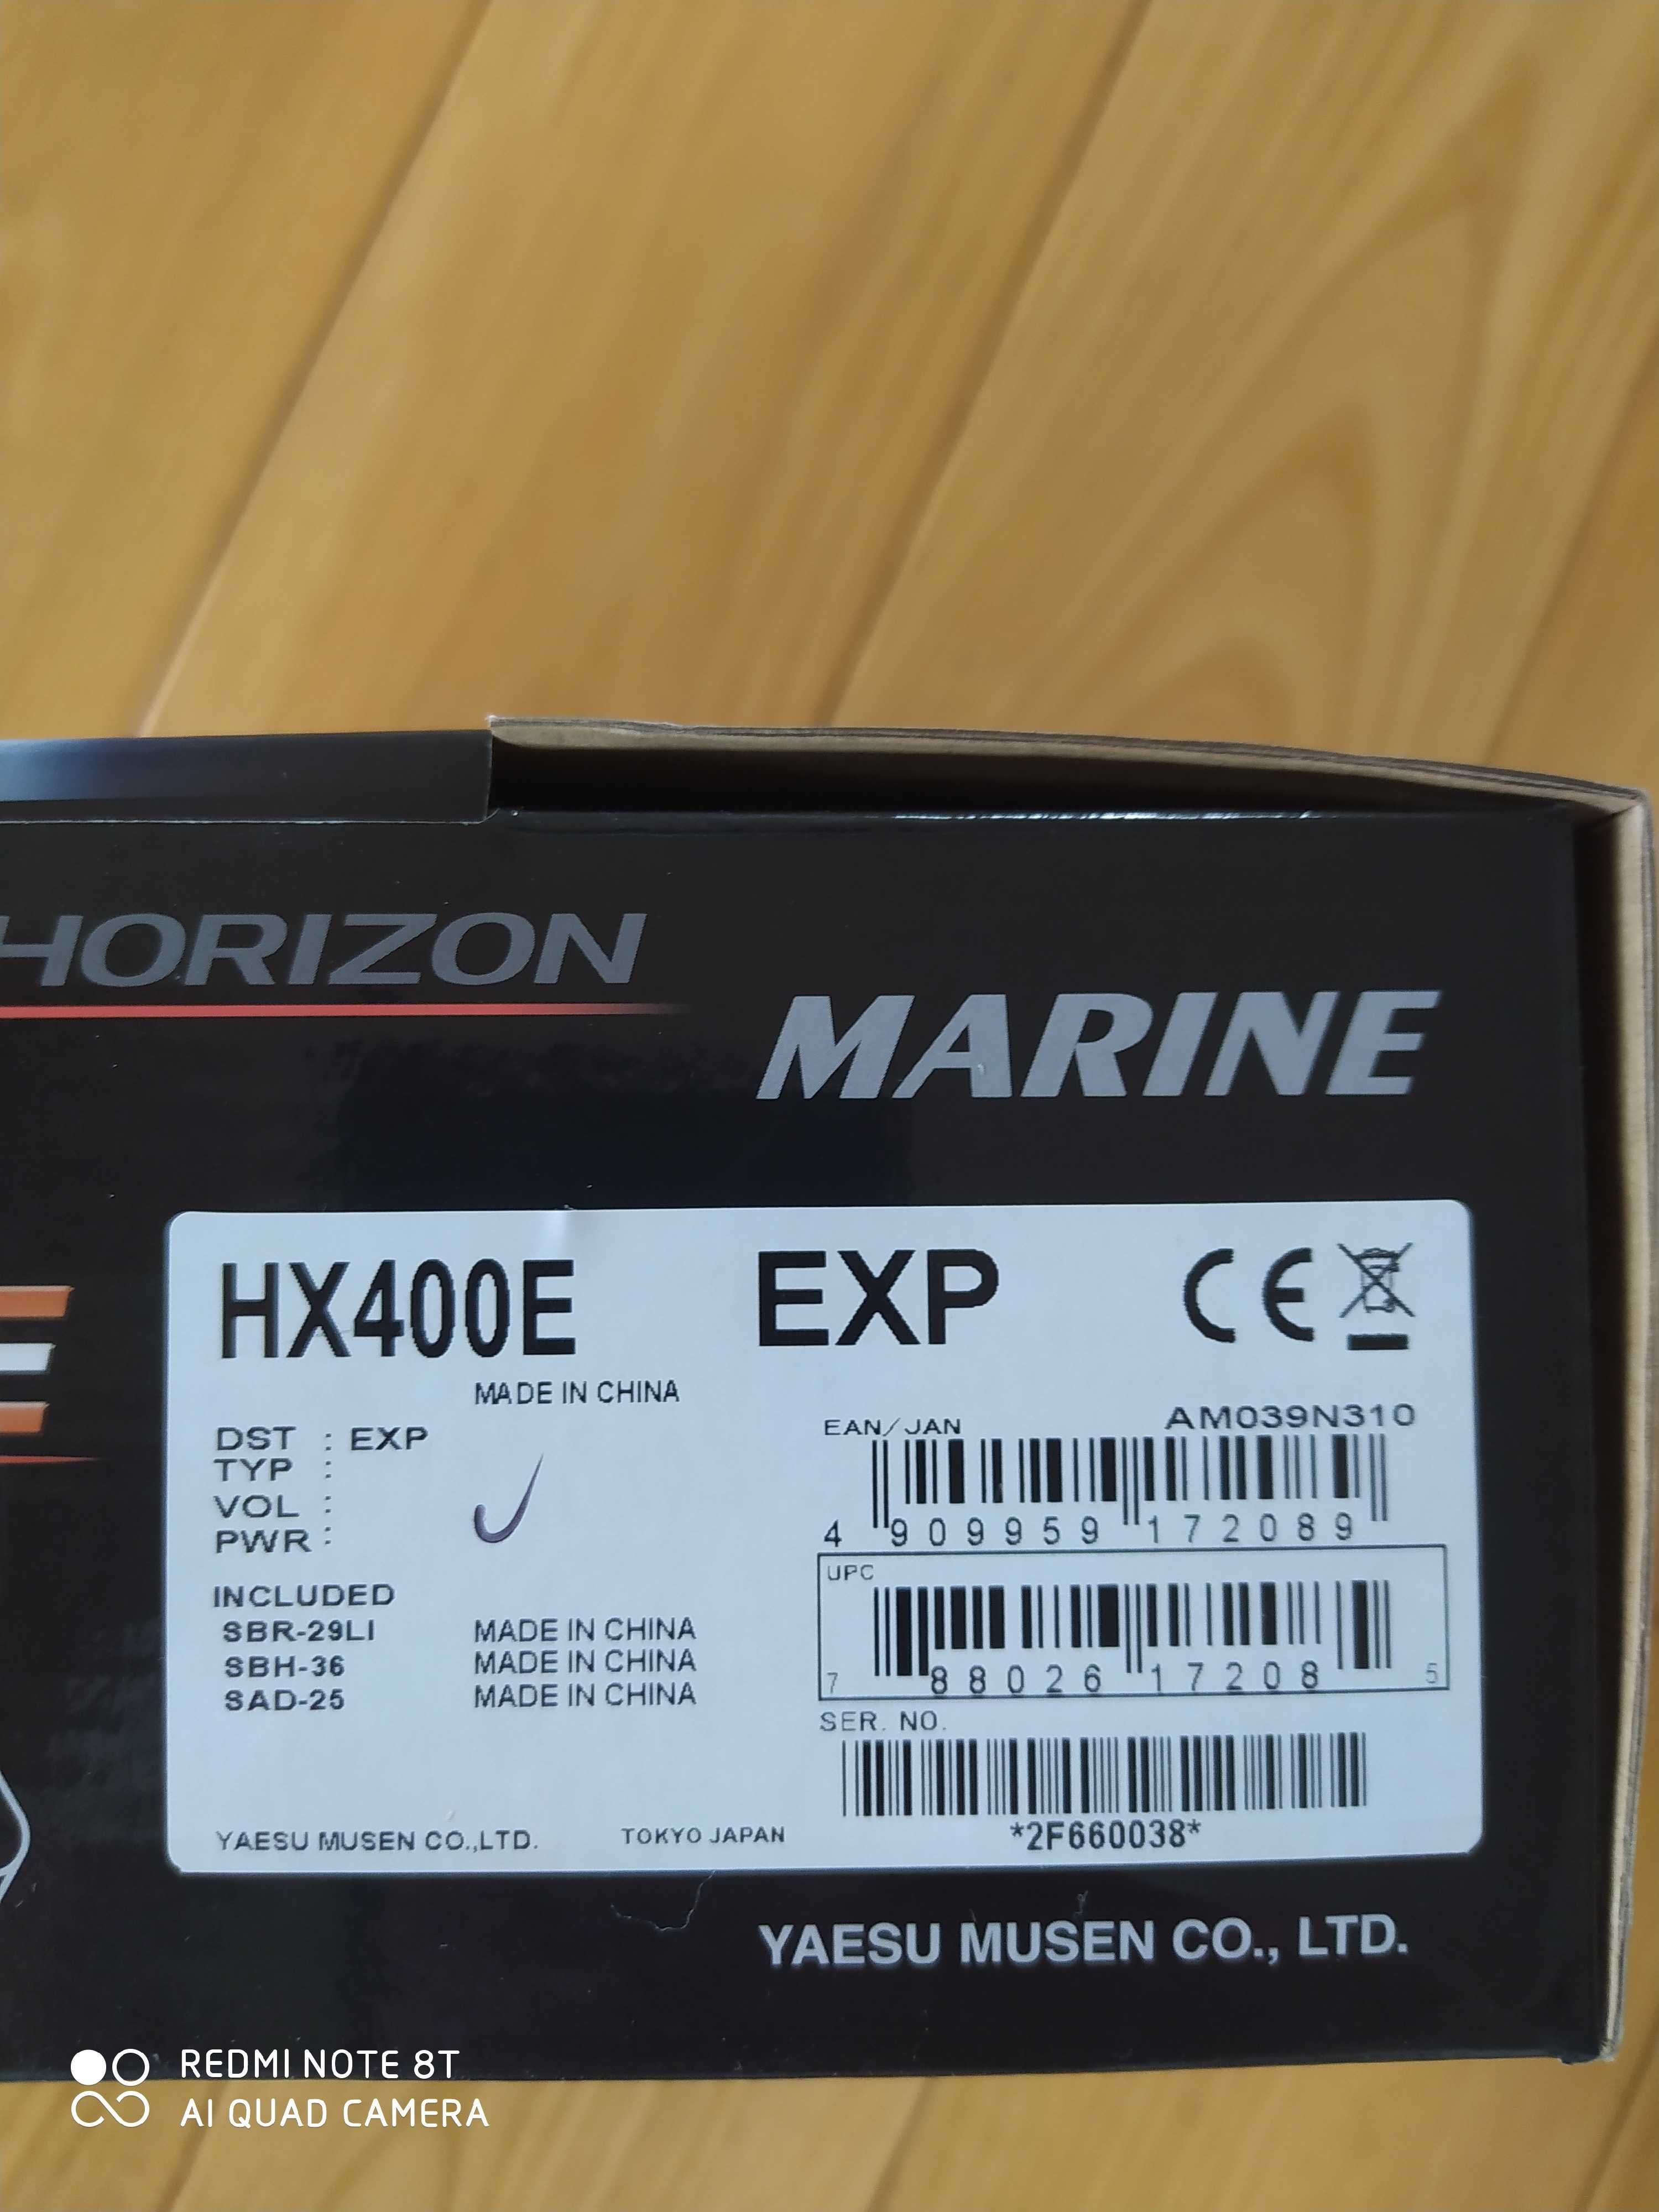 HORIZON
MARINE
HX400E EXP CE
MADE IN CHINA
DST : EXP
TYP :
VOL :
PWR :
EAN/JAN AM039N310
4 909959 172089
UPC
7 88026 17208 5
INCLUDED
SBR-29LI MADE IN CHINA
SBH-36 MADE IN CHINA
SAD-25 MADE IN CHINA
SER. NO.
*2F660038*
YAESU MUSEN CO.,LTD. TOKYO JAPAN
YAESU MUSEN CO., LTD.
REDMI NOTE 8T
AI QUAD CAMERA